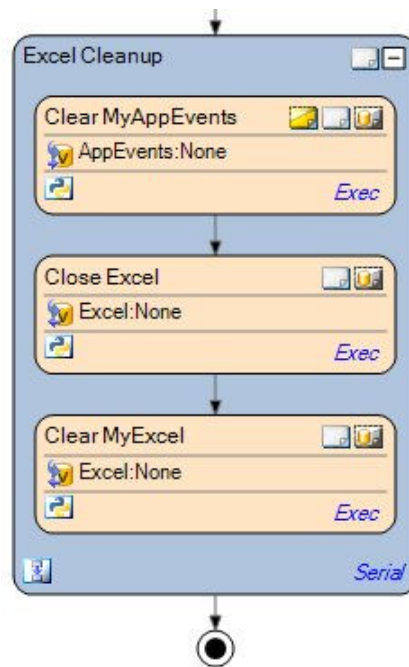 Excel Cleanup
Clear MyAppEvents
AppEvents:None
Exec
Close Excel
Excel:None
Exec
Clear MyExcel
Excel:None
Exec
Serial